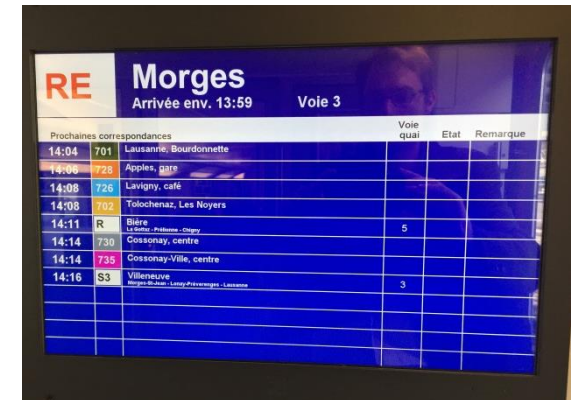 RE Morges
Arrivée env. 13:59 Voie 3
Prochaines correspondances Voie quai Etat Remarque
14:04 701 Lausanne, Bourdonnette
14:06 728 Apples, gare
14:08 726 Lavigny, café
14:08 702 Tolochenaz, Les Noyers
14:11 R Bière 5
La Gottaz - Prélionne - Chigny
14:14 730 Cossonay, centre
14:14 735 Cossonay-Ville, centre
14:16 S3 Villeneuve 3
Morges-St-Jean - Lonay-Préverenges - Lausanne